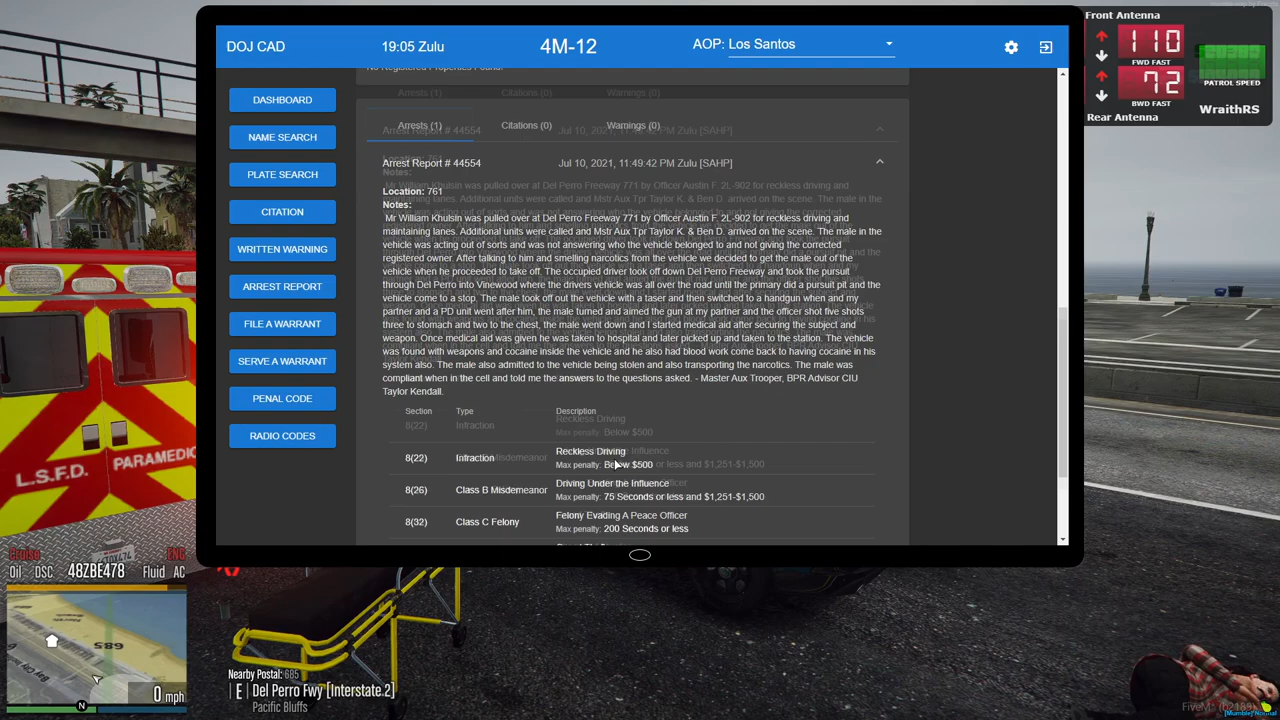 DOJ CAD
19:05 Zulu
4M-12
AOP: Los Santos
Front Antenna
110
FWD FAST
72
BWD FAST
PATROL SPEED
WraithRS
Rear Antenna
DASHBOARD
NAME SEARCH
PLATE SEARCH
CITATION
WRITTEN WARNING
ARREST REPORT
FILE A WARRANT
SERVE A WARRANT
PENAL CODE
RADIO CODES
No Registered Properties Found.
Arrests (1) Citations (0) Warnings (0)
Arrest Report # 44554 Jul 10, 2021, 11:49:42 PM Zulu [SAHP]
Location: 761
Notes:
Mr William Khulsin was pulled over at Del Perro Freeway 771 by Officer Austin F. 2L-902 for reckless driving and
maintaining lanes. Additional units were called and Mstr Aux Tpr Taylor K. & Ben D. arrived on the scene. The male in the
vehicle was acting out of sorts and was not answering who the vehicle belonged to and not giving the corrected
registered owner. After talking to him and smelling narcotics from the vehicle we decided to get the male out of the
vehicle when he proceeded to take off. The occupied driver took off down Del Perro Freeway and took the pursuit
through Del Perro into Vinewood where the drivers vehicle was all over the road until the primary did a pursuit pit and the
vehicle come to a stop. The male took off out the vehicle with a taser and then switched to a handgun when and my
partner and a PD unit went after him, the male turned and aimed the gun at my partner and the officer shot five shots
three to stomach and two to the chest, the male went down and I started medical aid after securing the subject and
weapon. Once medical aid was given he was taken to hospital and later picked up and taken to the station. The vehicle
was found with weapons and cocaine inside the vehicle and he also had blood work come back to having cocaine in his
system also. The male also admitted to the vehicle being stolen and also transporting the narcotics. The male was
compliant when in the cell and told me the answers to the questions asked. - Master Aux Trooper, BPR Advisor CIU
Taylor Kendall.
Section Type Description
8(22) Infraction Reckless Driving
Max penalty: Below $500
8(26) Class B Misdemeanor Driving Under the Influence
Max penalty: 75 Seconds or less and $1,251-$1,500
8(32) Class C Felony Felony Evading A Peace Officer
Max penalty: 200 Seconds or less
L.S.F.D. PARAMEDIC
Cruise ENG
Oil DSC 48ZBE478 Fluid AC
685
Bay City
N
0 mph
Nearby Postal: 685
E Del Perro Fwy [Interstate 2]
Pacific Bluffs
[Mumble] Normal